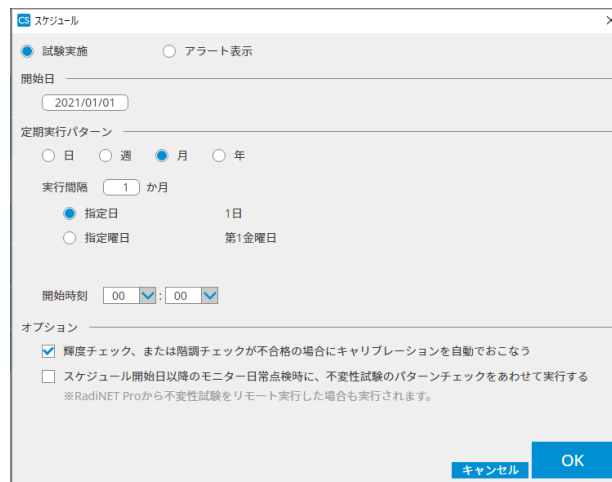 CS スケジュール
試験実施 アラート表示
開始日
2021/01/01
定期実行パターン
日 週 月 年
実行間隔 1 か月
指定日 1日
指定曜日 第1金曜日
開始時刻 00 : 00
オプション
輝度チェック、または階調チェックが不合格の場合にキャリブレーションを自動でおこなう
スケジュール開始日以降のモニター日常点検時に、不変性試験のパターンチェックをあわせて実行する
※RadiNET Proから不変性試験をリモート実行した場合も実行されます。
キャンセル OK